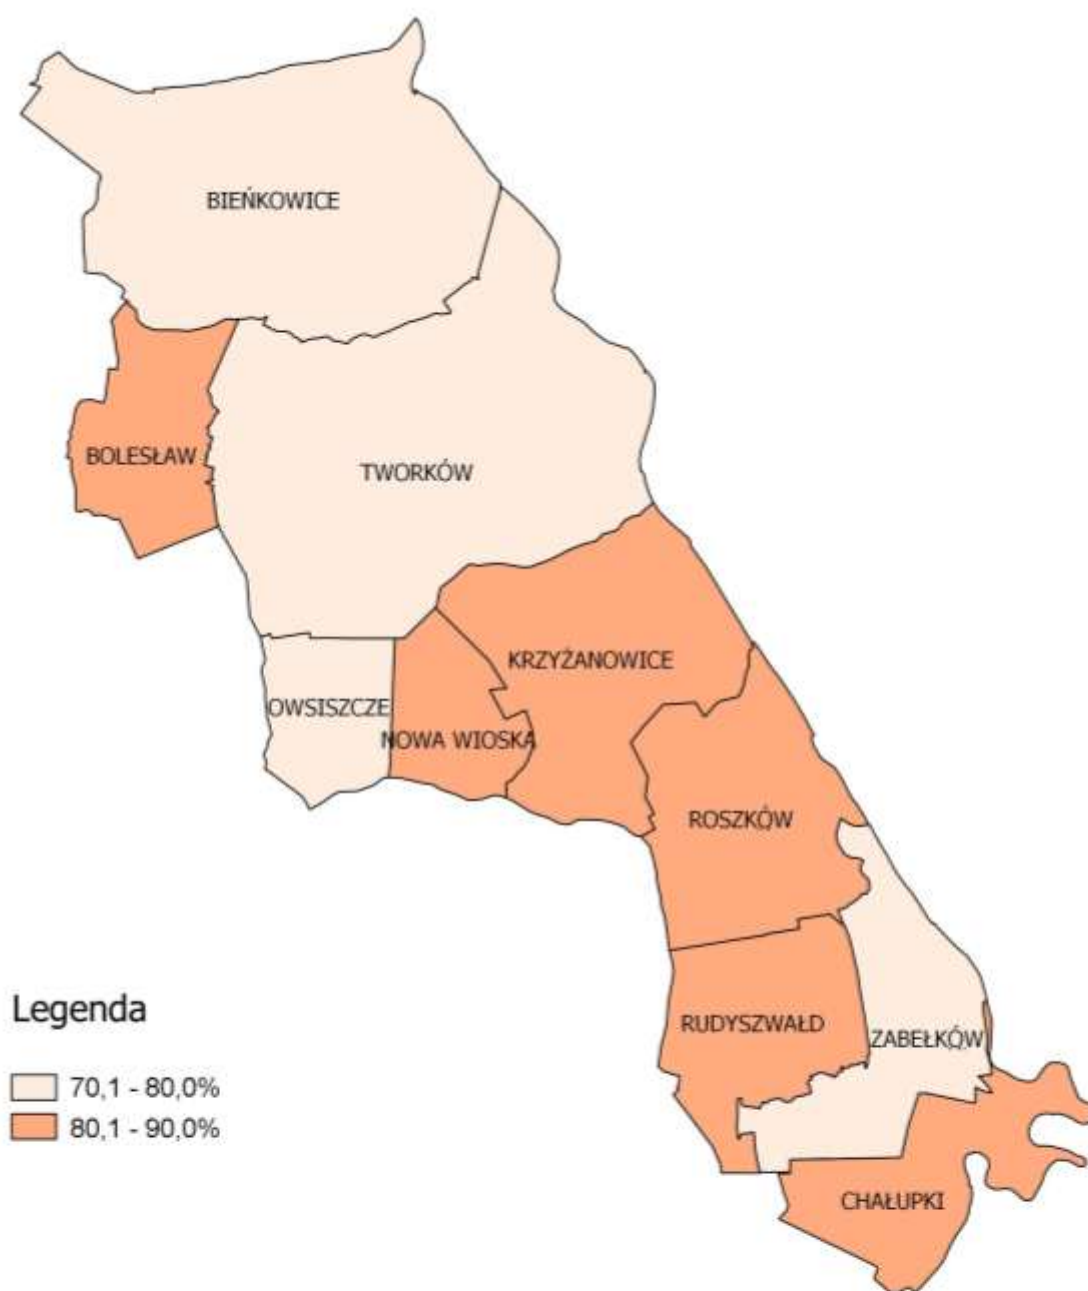 BIEŃKOWICE
BOLESŁAW
TWORKÓW
KRZYŻANOWICE
OWSISZCZE
NOWA WIOSKA
ROSZKÓW
RUDYSZWAŁD
ZABEŁKÓW
CHAŁUPKI
Legenda
70,1 - 80,0%
80,1 - 90,0%